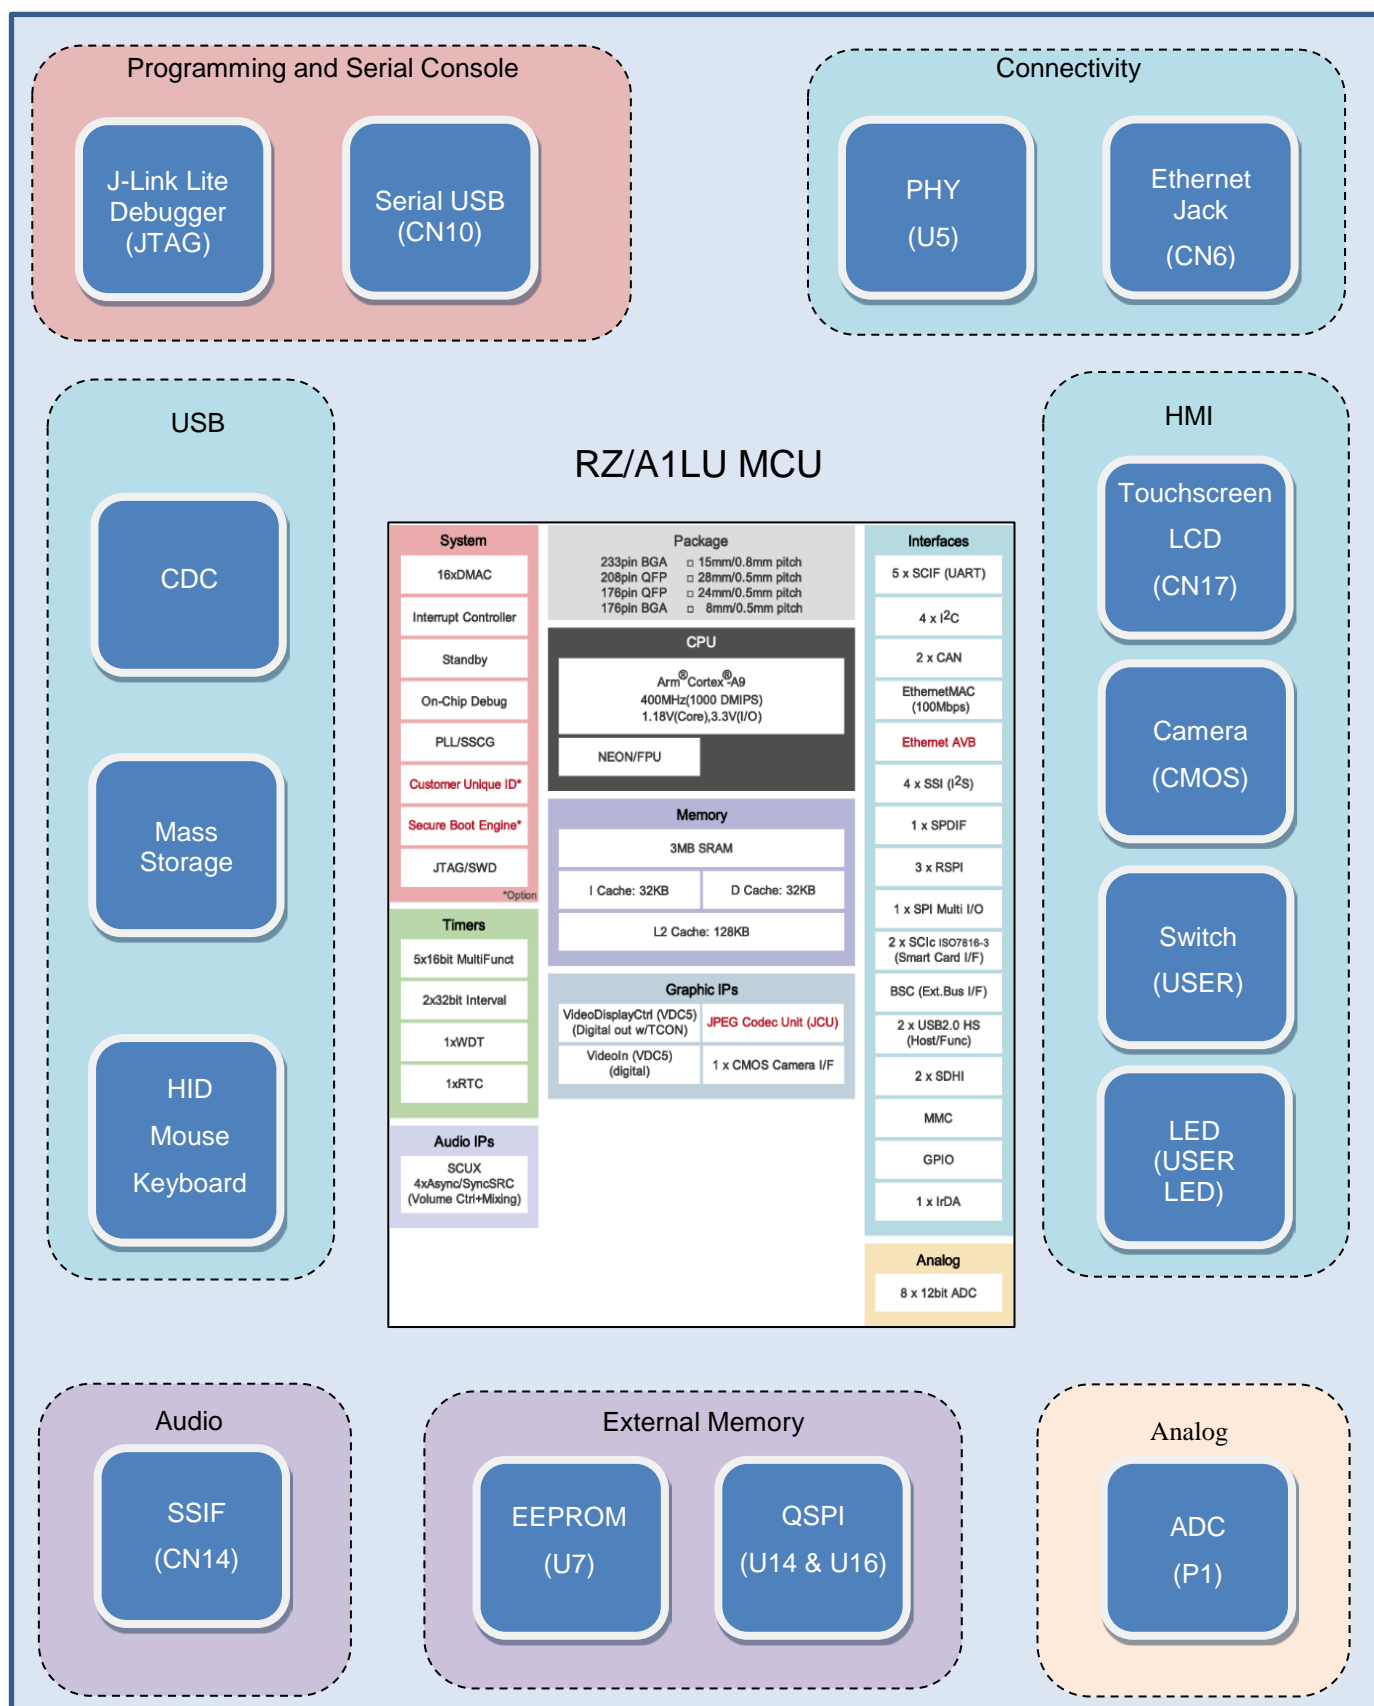 Programming and Serial Console
J-Link Lite
Debugger
(JTAG)
Serial USB
(CN10)
Connectivity
PHY
(U5)
Ethernet
Jack
(CN6)
USB
CDC
Mass
Storage
HID
Mouse
Keyboard
RZ/A1LU MCU
System
16xDMAC
Interrupt Controller
Standby
On-Chip Debug
PLL/SSCG
Customer Unique ID*
Secure Boot Engine*
JTAG/SWD
*Option
Timers
5x16bit MultiFunct
2x32bit Interval
1xWDT
1xRTC
Audio IPs
SCUX
4xAsync/SyncSRC
(Volume Ctrl+Mixing)
Package
233pin BGA □ 15mm/0.8mm pitch
208pin QFP □ 28mm/0.5mm pitch
176pin QFP □ 24mm/0.5mm pitch
176pin BGA □ 8mm/0.5mm pitch
CPU
Arm® Cortex®-A9
400MHz(1000 DMIPS)
1.18V(Core),3.3V(I/O)
NEON/FPU
Memory
3MB SRAM
I Cache: 32KB
D Cache: 32KB
L2 Cache: 128KB
Graphic IPs
VideoDisplayCtrl (VDC5)
(Digital out w/TCON)
JPEG Codec Unit (JCU)
VideoIn (VDC5)
(digital)
1 x CMOS Camera I/F
Interfaces
5 x SCIF (UART)
4 x I²C
2 x CAN
EthernetMAC
(100Mbps)
Ethernet AVB
4 x SSI (I²S)
1 x SPDIF
3 x RSPI
1 x SPI Multi I/O
2 x SCIc ISO7816-3
(Smart Card I/F)
BSC (Ext.Bus I/F)
2 x USB2.0 HS
(Host/Func)
2 x SDHI
MMC
GPIO
1 x IrDA
Analog
8 x 12bit ADC
HMI
Touchscreen
LCD
(CN17)
Camera
(CMOS)
Switch
(USER)
LED
(USER
LED)
Audio
SSIF
(CN14)
External Memory
EEPROM
(U7)
QSPI
(U14 & U16)
Analog
ADC
(P1)